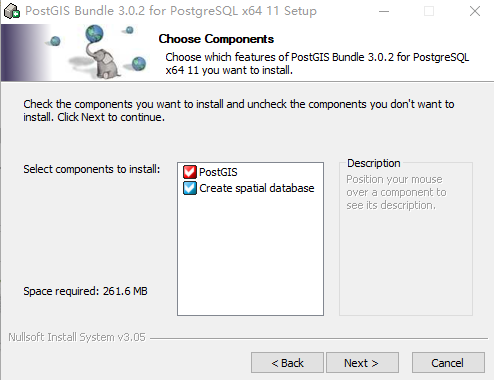 PostGIS Bundle 3.0.2 for PostgreSQL x64 11 Setup
Choose Components
Choose which features of PostGIS Bundle 3.0.2 for PostgreSQL
x64 11 you want to install.
Check the components you want to install and uncheck the components you don't want to
install. Click Next to continue.
Select components to install:
PostGIS
Create spatial database
Description
Position your mouse
over a component to
see its description.
Space required: 261.6 MB
Nullsoft Install System v3.05
< Back
Next >
Cancel